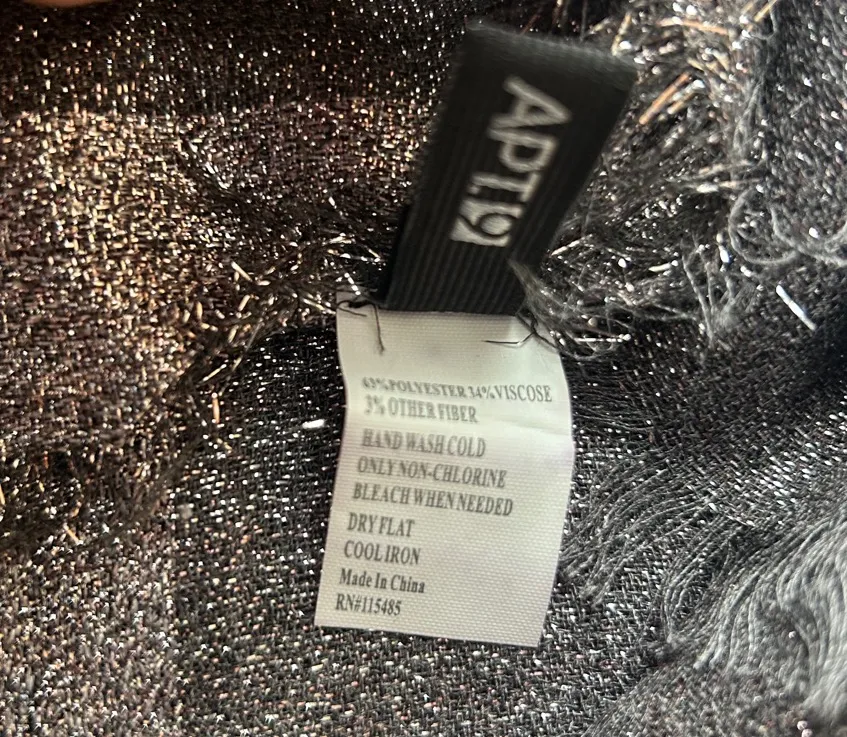 APT.9
63%POLYESTER 34%VISCOSE
3% OTHER FIBER
HAND WASH COLD
ONLY NON-CHLORINE
BLEACH WHEN NEEDED
DRY FLAT
COOL IRON
Made In China
RN#115485